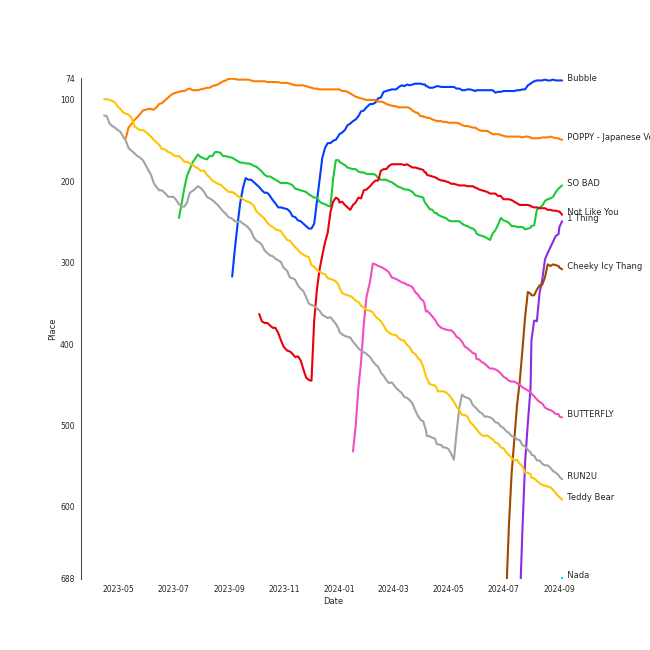 74
100
200
300
400
500
600
688
Place
2023-05
2023-07
2023-09
2023-11
2024-01
2024-03
2024-05
2024-07
2024-09
Date
Bubble
POPPY - Japanese Ve
SO BAD
Not Like You
1 Thing
Cheeky Icy Thang
BUTTERFLY
RUN2U
Teddy Bear
Nada